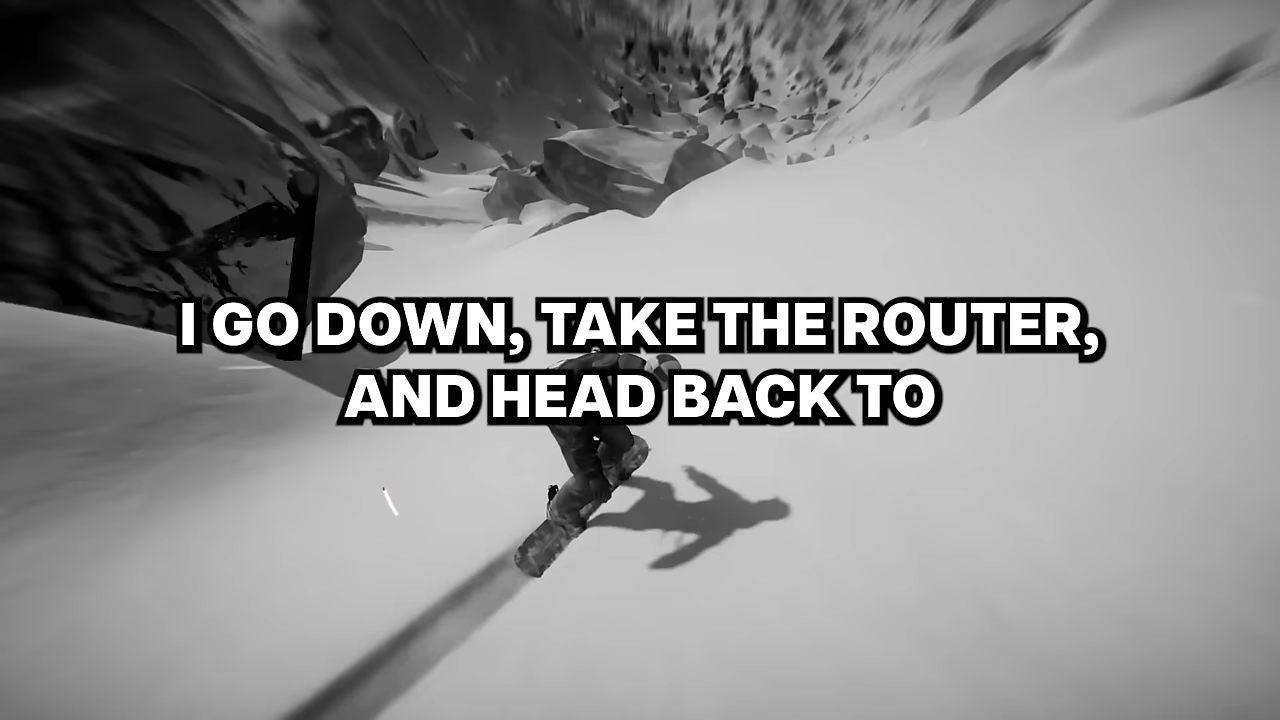 I GO DOWN, TAKE THE ROUTER,
AND HEAD BACK TO